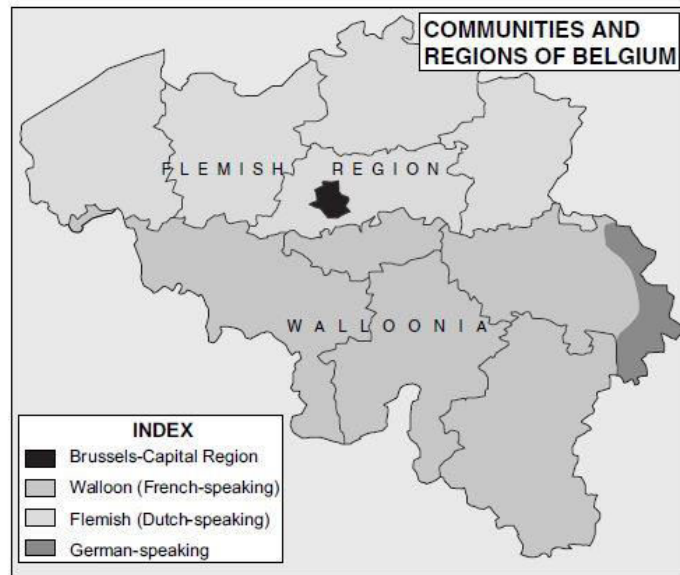 COMMUNITIES AND
REGIONS OF BELGIUM
FLEMISH REGION
WALLOONIA
INDEX
Brussels-Capital Region
Walloon (French-speaking)
Flemish (Dutch-speaking)
German-speaking